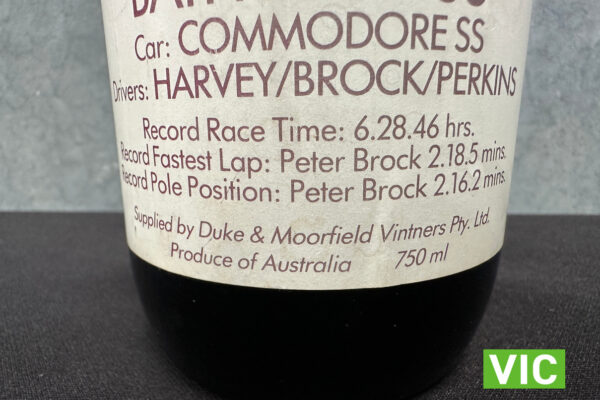 Car: COMMODORE SS
Drivers: HARVEY/BROCK/PERKINS
Record Race Time: 6.28.46 hrs.
Record Fastest Lap: Peter Brock 2.18.5 mins.
Record Pole Position: Peter Brock 2.16.2 mins.
Supplied by Duke & Moorfield Vintners Pty. Ltd.
Produce of Australia 750 ml
VIC